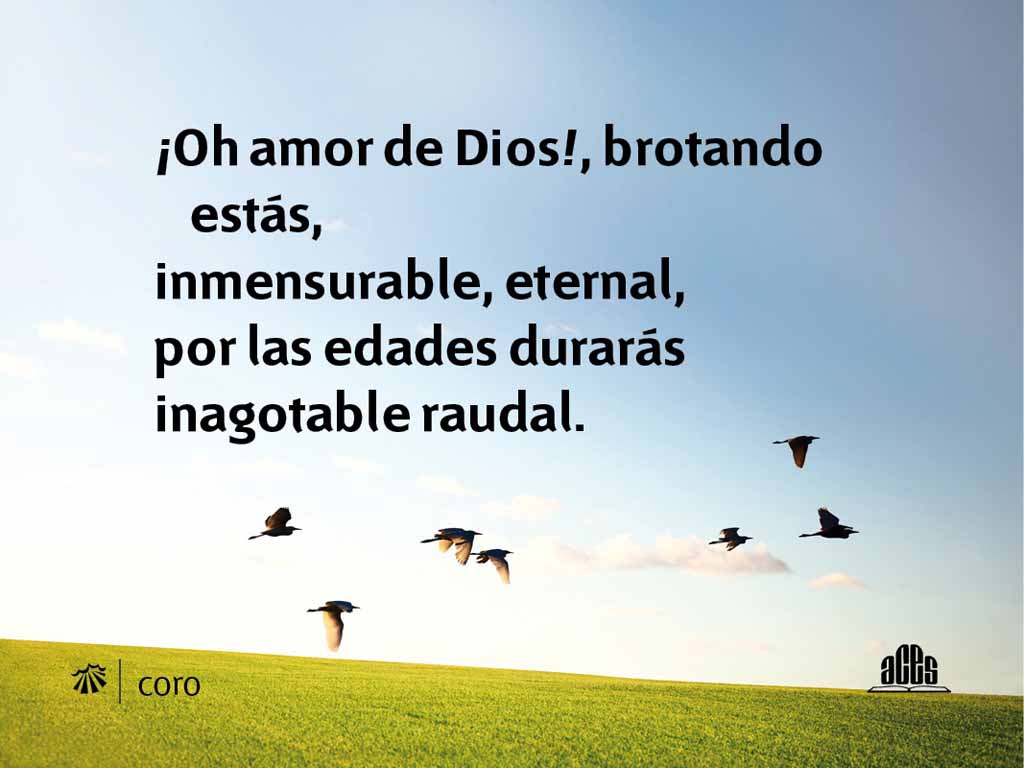 ¡Oh amor de Dios!, brotando
estás,
inmensurable, eternal,
por las edades durarás
inagotable raudal.
coro
aces